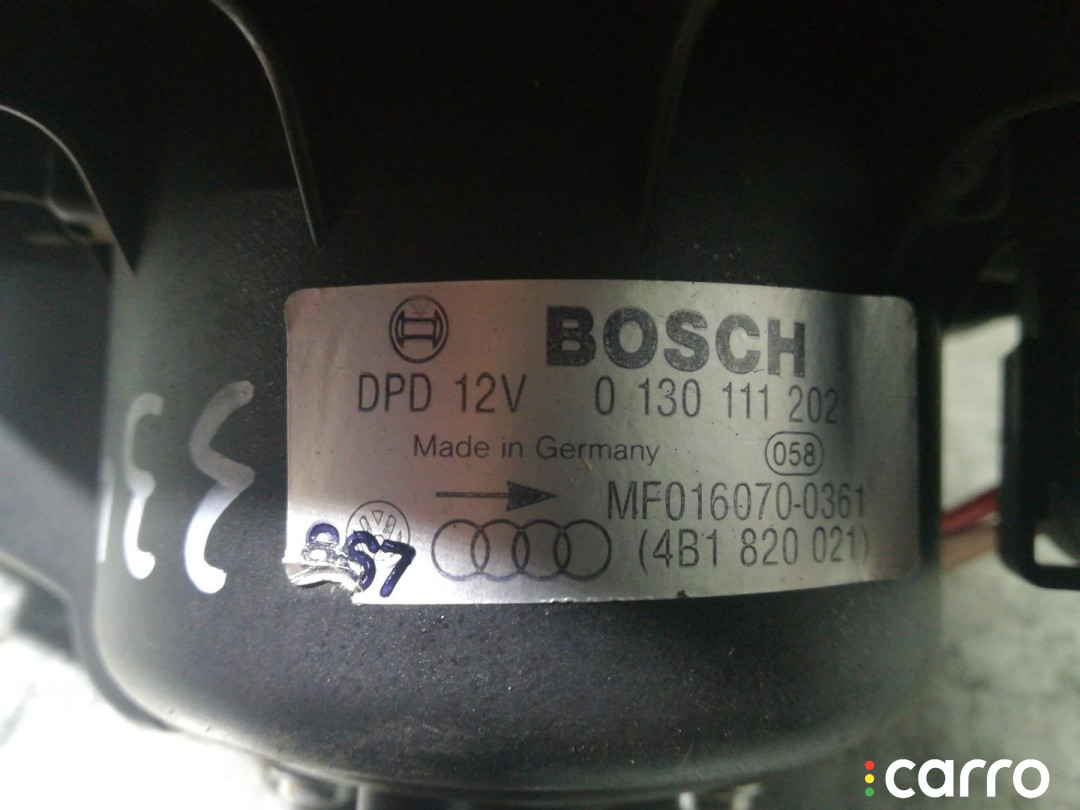 BOSCH
DPD 12V 0 130 111 202
Made in Germany 058
MF016070-0361
(4B1 820 021)
867
carro